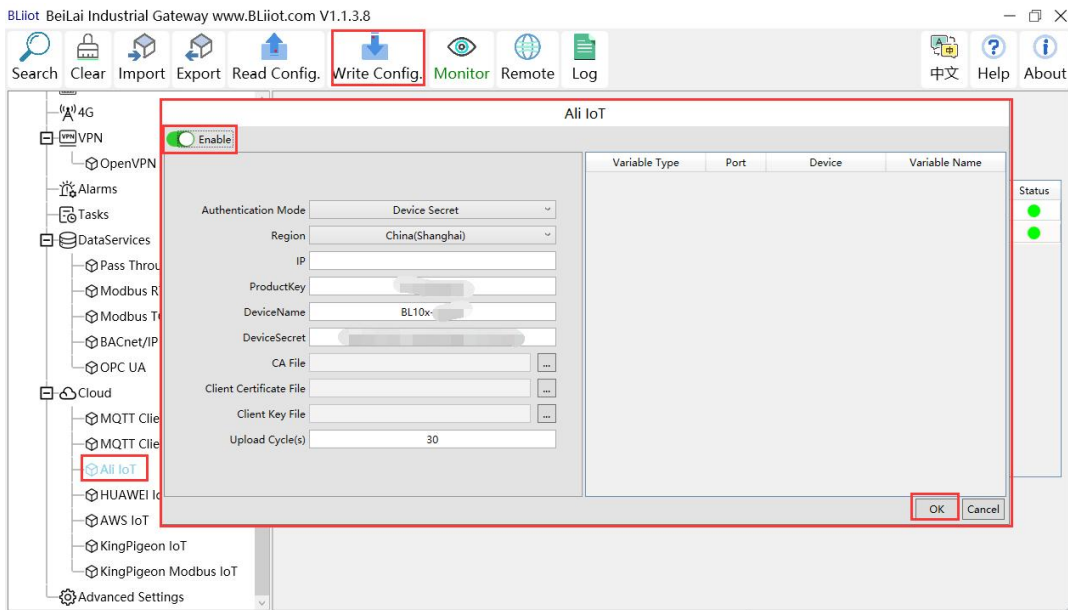 BLiiot BeiLai Industrial Gateway www.BLiiot.com V1.1.3.8
Search Clear Import Export Read Config. Write Config. Monitor Remote Log 中文 Help About
4G
VPN
OpenVPN
Alarms
Tasks
DataServices
Pass Throu
Modbus R
Modbus T
BACnet/IP
OPC UA
Cloud
MQTT Clie
MQTT Clie
Ali IoT
HUAWEI Io
AWS IoT
KingPigeon IoT
KingPigeon Modbus IoT
Advanced Settings
Ali IoT
Enable
Authentication Mode Device Secret
Region China(Shanghai)
IP
ProductKey
DeviceName BL10x-
DeviceSecret
CA File ...
Client Certificate File ...
Client Key File ...
Upload Cycle(s) 30
Variable Type Port Device Variable Name
OK Cancel
Status